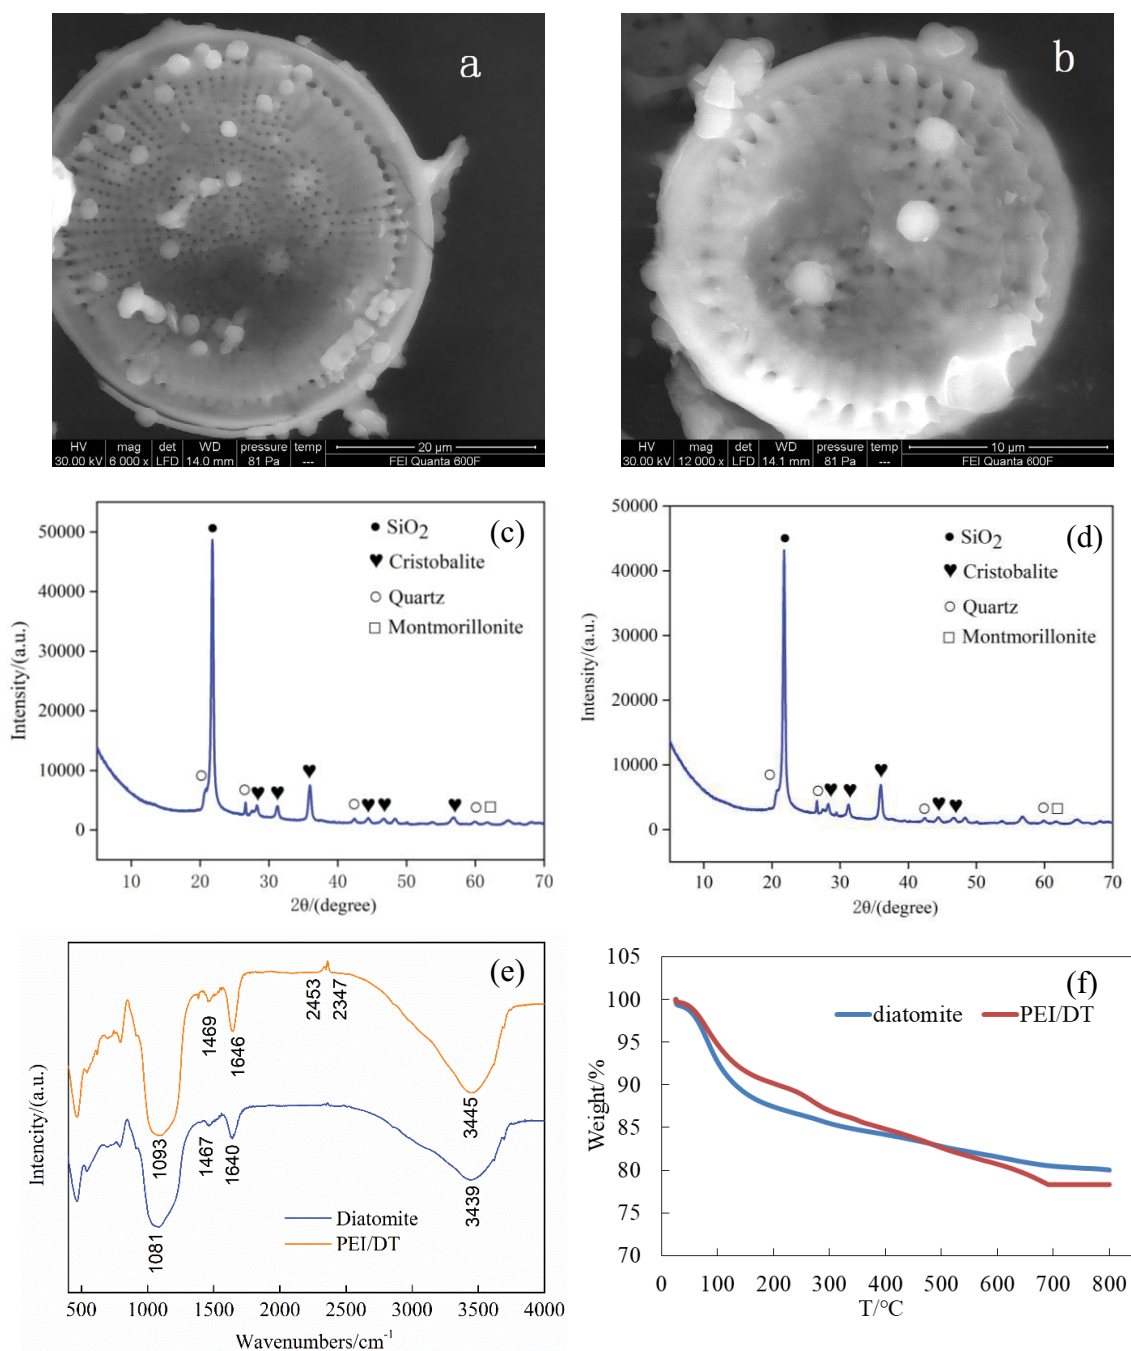 a
HV mag det WD pressure temp 20 µm
30.00 kV 6 000 x LFD 14.0 mm 81 Pa --- FEI Quanta 600F
b
HV mag det WD pressure temp 10 µm
30.00 kV 12 000 x LFD 14.1 mm 81 Pa --- FEI Quanta 600F
(c)
SiO2
Cristobalite
Quartz
Montmorillonite
Intensity/(a.u.)
50000
40000
30000
20000
10000
0
10 20 30 40 50 60 70
2θ/(degree)
(d)
SiO2
Cristobalite
Quartz
Montmorillonite
Intensity/(a.u.)
50000
40000
30000
20000
10000
0
10 20 30 40 50 60 70
2θ/(degree)
(e)
2453 2347
1469 1646
3445
1093
1467 1640
3439
1081
Diatomite
PEI/DT
Intencity/(a.u.)
500 1000 1500 2000 2500 3000 3500 4000
Wavenumbers/cm-1
(f)
diatomite PEI/DT
Weight/%
105
100
95
90
85
80
75
70
0 100 200 300 400 500 600 700 800
T/°C